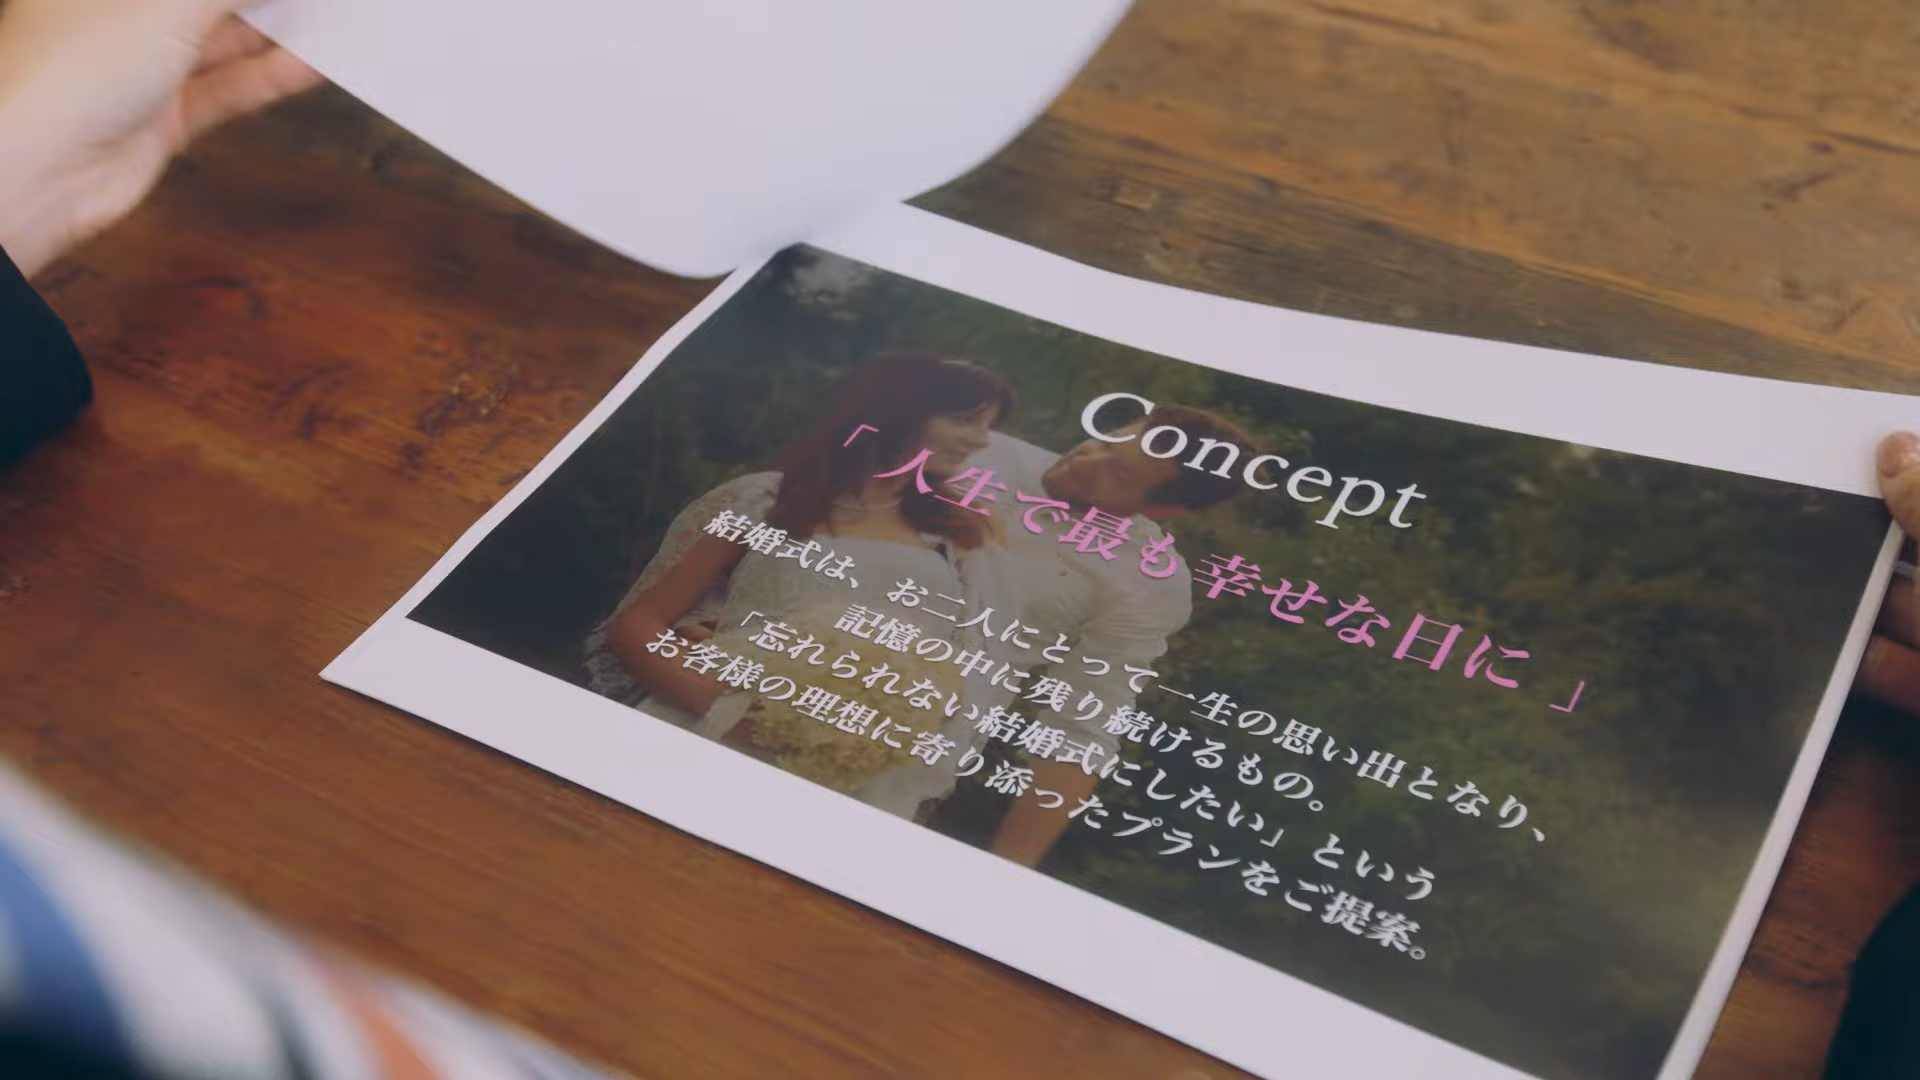 Concept
「人生で最も幸せな日に」
結婚式は、お二人にとって一生の思い出となり、
記憶の中に残り続けるもの。
「忘れられない結婚式にしたい」という
お客様の理想に寄り添ったプランをご提案。